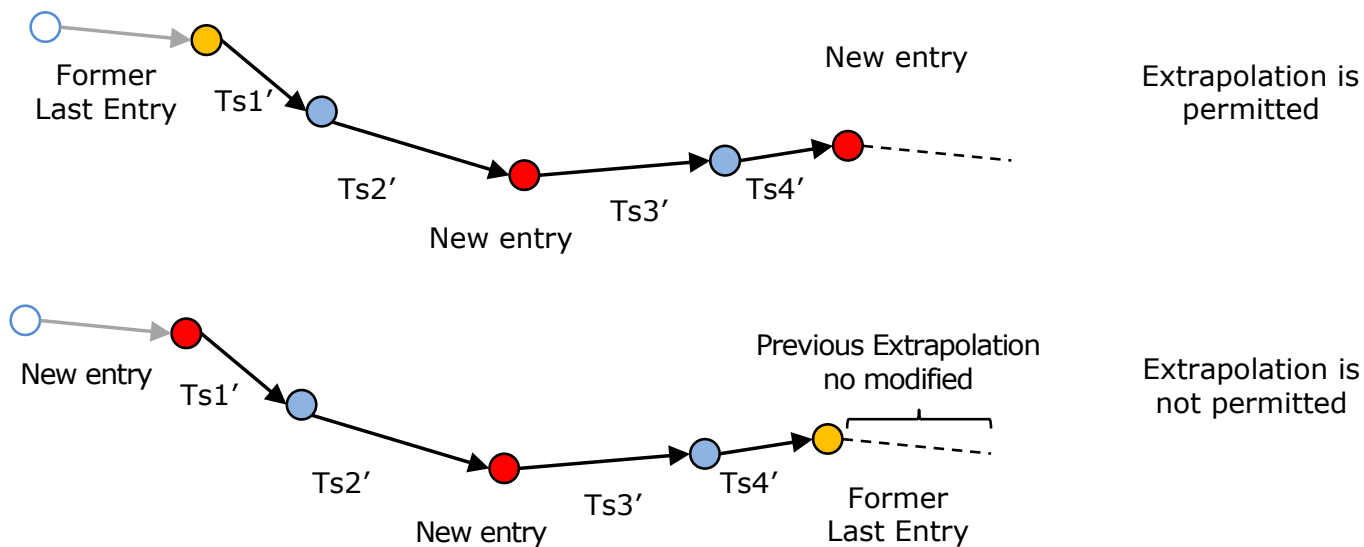 New entry
Extrapolation is
permitted
Former
Last Entry
Ts1’
Ts2’
Ts3’
Ts4’
New entry
Previous Extrapolation
no modified
Extrapolation is
not permitted
New entry
Ts1’
Ts2’
Ts3’
Ts4’
Former
Last Entry
New entry